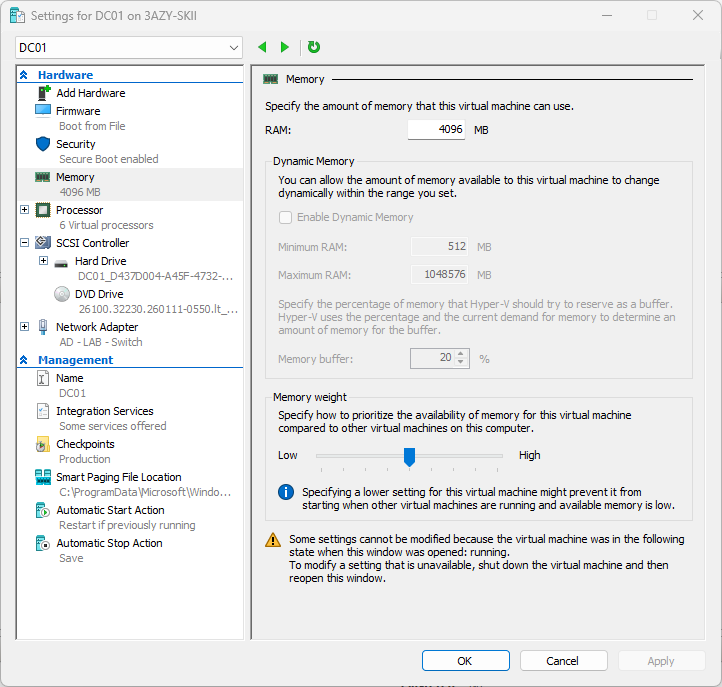 Settings for DC01 on 3AZY-SKII
DC01
Hardware
Add Hardware
Firmware
Boot from File
Security
Secure Boot enabled
Memory
4096 MB
Processor
6 Virtual processors
SCSI Controller
Hard Drive
DC01_D437D004-A45F-4732-...
DVD Drive
26100.32230.260111-0550.lt_...
Network Adapter
AD - LAB - Switch
Management
Name
DC01
Integration Services
Some services offered
Checkpoints
Production
Smart Paging File Location
C:\ProgramData\Microsoft\Windo...
Automatic Start Action
Restart if previously running
Automatic Stop Action
Save
Memory
Specify the amount of memory that this virtual machine can use.
RAM: 4096 MB
Dynamic Memory
You can allow the amount of memory available to this virtual machine to change
dynamically within the range you set.
Enable Dynamic Memory
Minimum RAM: 512 MB
Maximum RAM: 1048576 MB
Specify the percentage of memory that Hyper-V should try to reserve as a buffer.
Hyper-V uses the percentage and the current demand for memory to determine an
amount of memory for the buffer.
Memory buffer: 20 %
Memory weight
Specify how to prioritize the availability of memory for this virtual machine
compared to other virtual machines on this computer.
Low High
Specifying a lower setting for this virtual machine might prevent it from
starting when other virtual machines are running and available memory is low.
Some settings cannot be modified because the virtual machine was in the following
state when this window was opened: running.
To modify a setting that is unavailable, shut down the virtual machine and then
reopen this window.
OK Cancel Apply